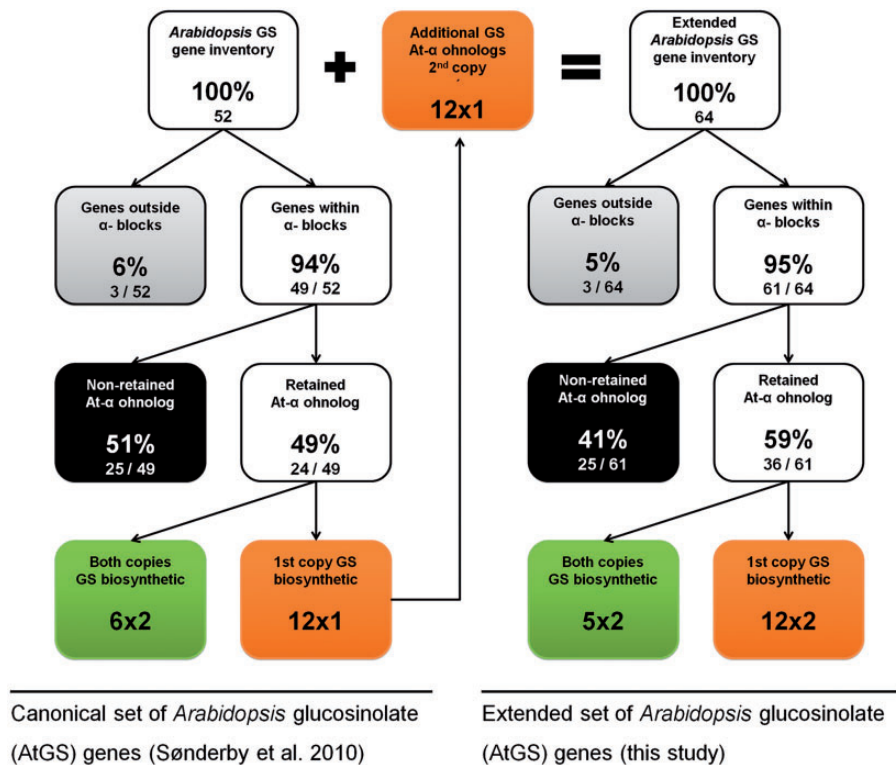 Arabidopsis GS
gene inventory
100%
52
+
Additional GS
At-α ohnologs
2nd copy
.
12x1
=
Extended
Arabidopsis GS
gene inventory
100%
64
Genes outside
α- blocks
6%
3 / 52
Genes within
α- blocks
94%
49 / 52
Genes outside
α- blocks
5%
3 / 64
Genes within
α- blocks
95%
61 / 64
Non-retained
At-α ohnolog
51%
25 / 49
Retained
At-α ohnolog
49%
24 / 49
Non-retained
At-α ohnolog
41%
25 / 61
Retained
At-α ohnolog
59%
36 / 61
Both copies
GS biosynthetic
6x2
1st copy GS
biosynthetic
12x1
Both copies
GS biosynthetic
5x2
1st copy GS
biosynthetic
12x2
Canonical set of Arabidopsis glucosinolate
(AtGS) genes (Sønderby et al. 2010)
Extended set of Arabidopsis glucosinolate
(AtGS) genes (this study)